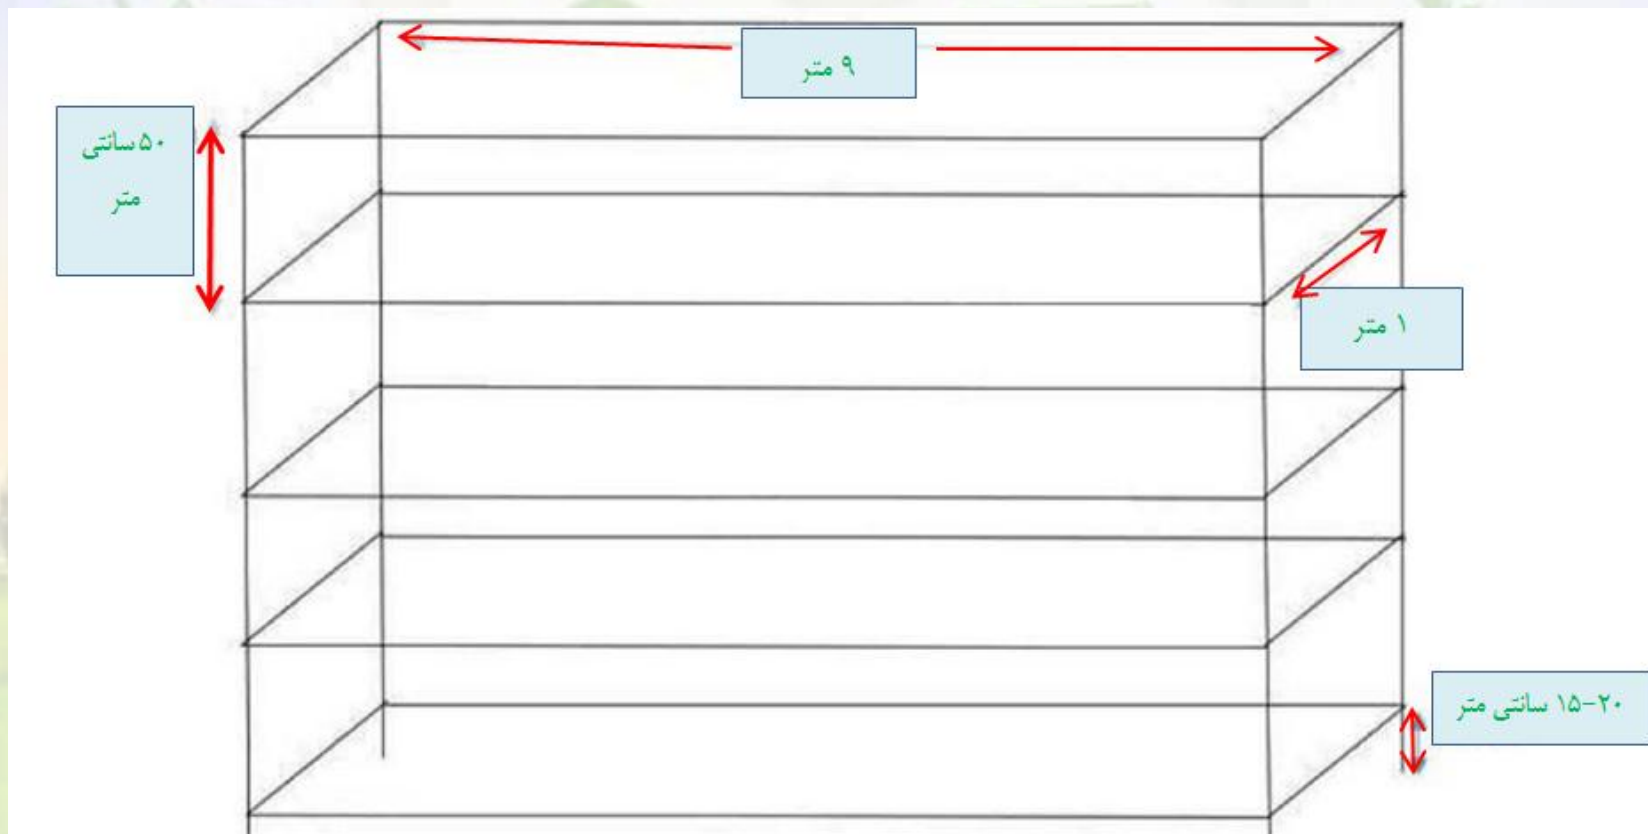 ۹ متر
۵۰ سانتی
متر
۱ متر
۱۵-۲۰ سانتی متر